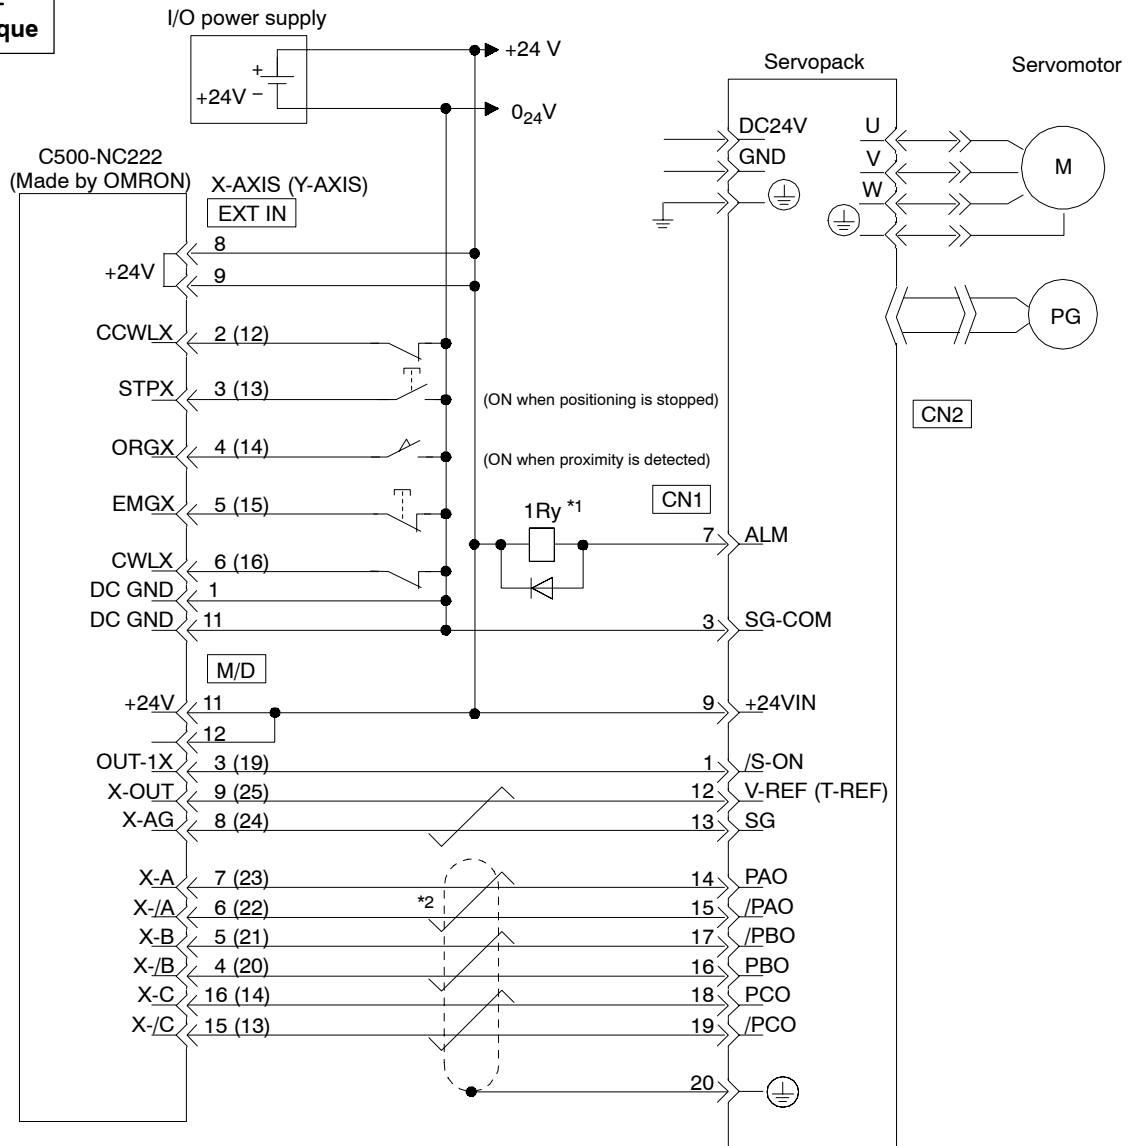 que
I/O power supply
+24 V
+
+24V −
0₂₄V
Servopack
Servomotor
DC24V
GND
U
V
W
M
PG
CN2
C500-NC222
(Made by OMRON)
X-AXIS (Y-AXIS)
EXT IN
8
+24V
9
CCWLX 2 (12)
STPX 3 (13)
(ON when positioning is stopped)
ORGX 4 (14)
(ON when proximity is detected)
EMGX 5 (15)
1Ry *1
CN1
7 ALM
CWLX 6 (16)
DC GND 1
DC GND 11
3 SG-COM
M/D
+24V 11
9 +24VIN
12
OUT-1X 3 (19)
1 /S-ON
X-OUT 9 (25)
12 V-REF (T-REF)
X-AG 8 (24)
13 SG
X-A 7 (23)
14 PAO
X-/A 6 (22)
*2
15 /PAO
X-B 5 (21)
17 /PBO
X-/B 4 (20)
16 PBO
X-C 16 (14)
18 PCO
X-/C 15 (13)
19 /PCO
20